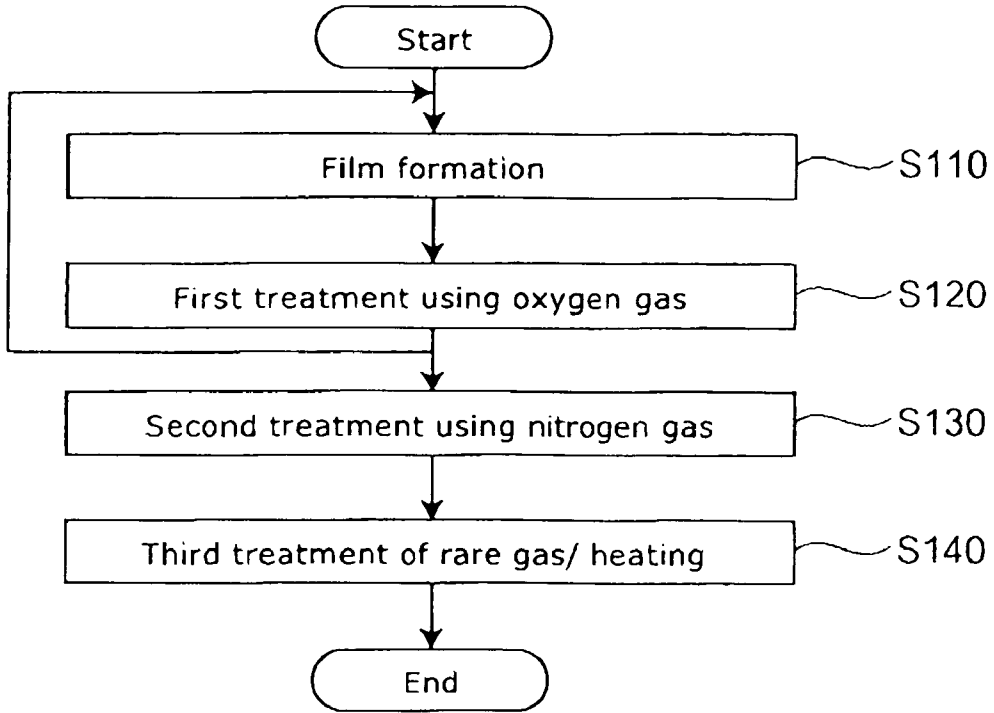 Start
Film formation
S110
First treatment using oxygen gas
S120
Second treatment using nitrogen gas
S130
Third treatment of rare gas/ heating
S140
End